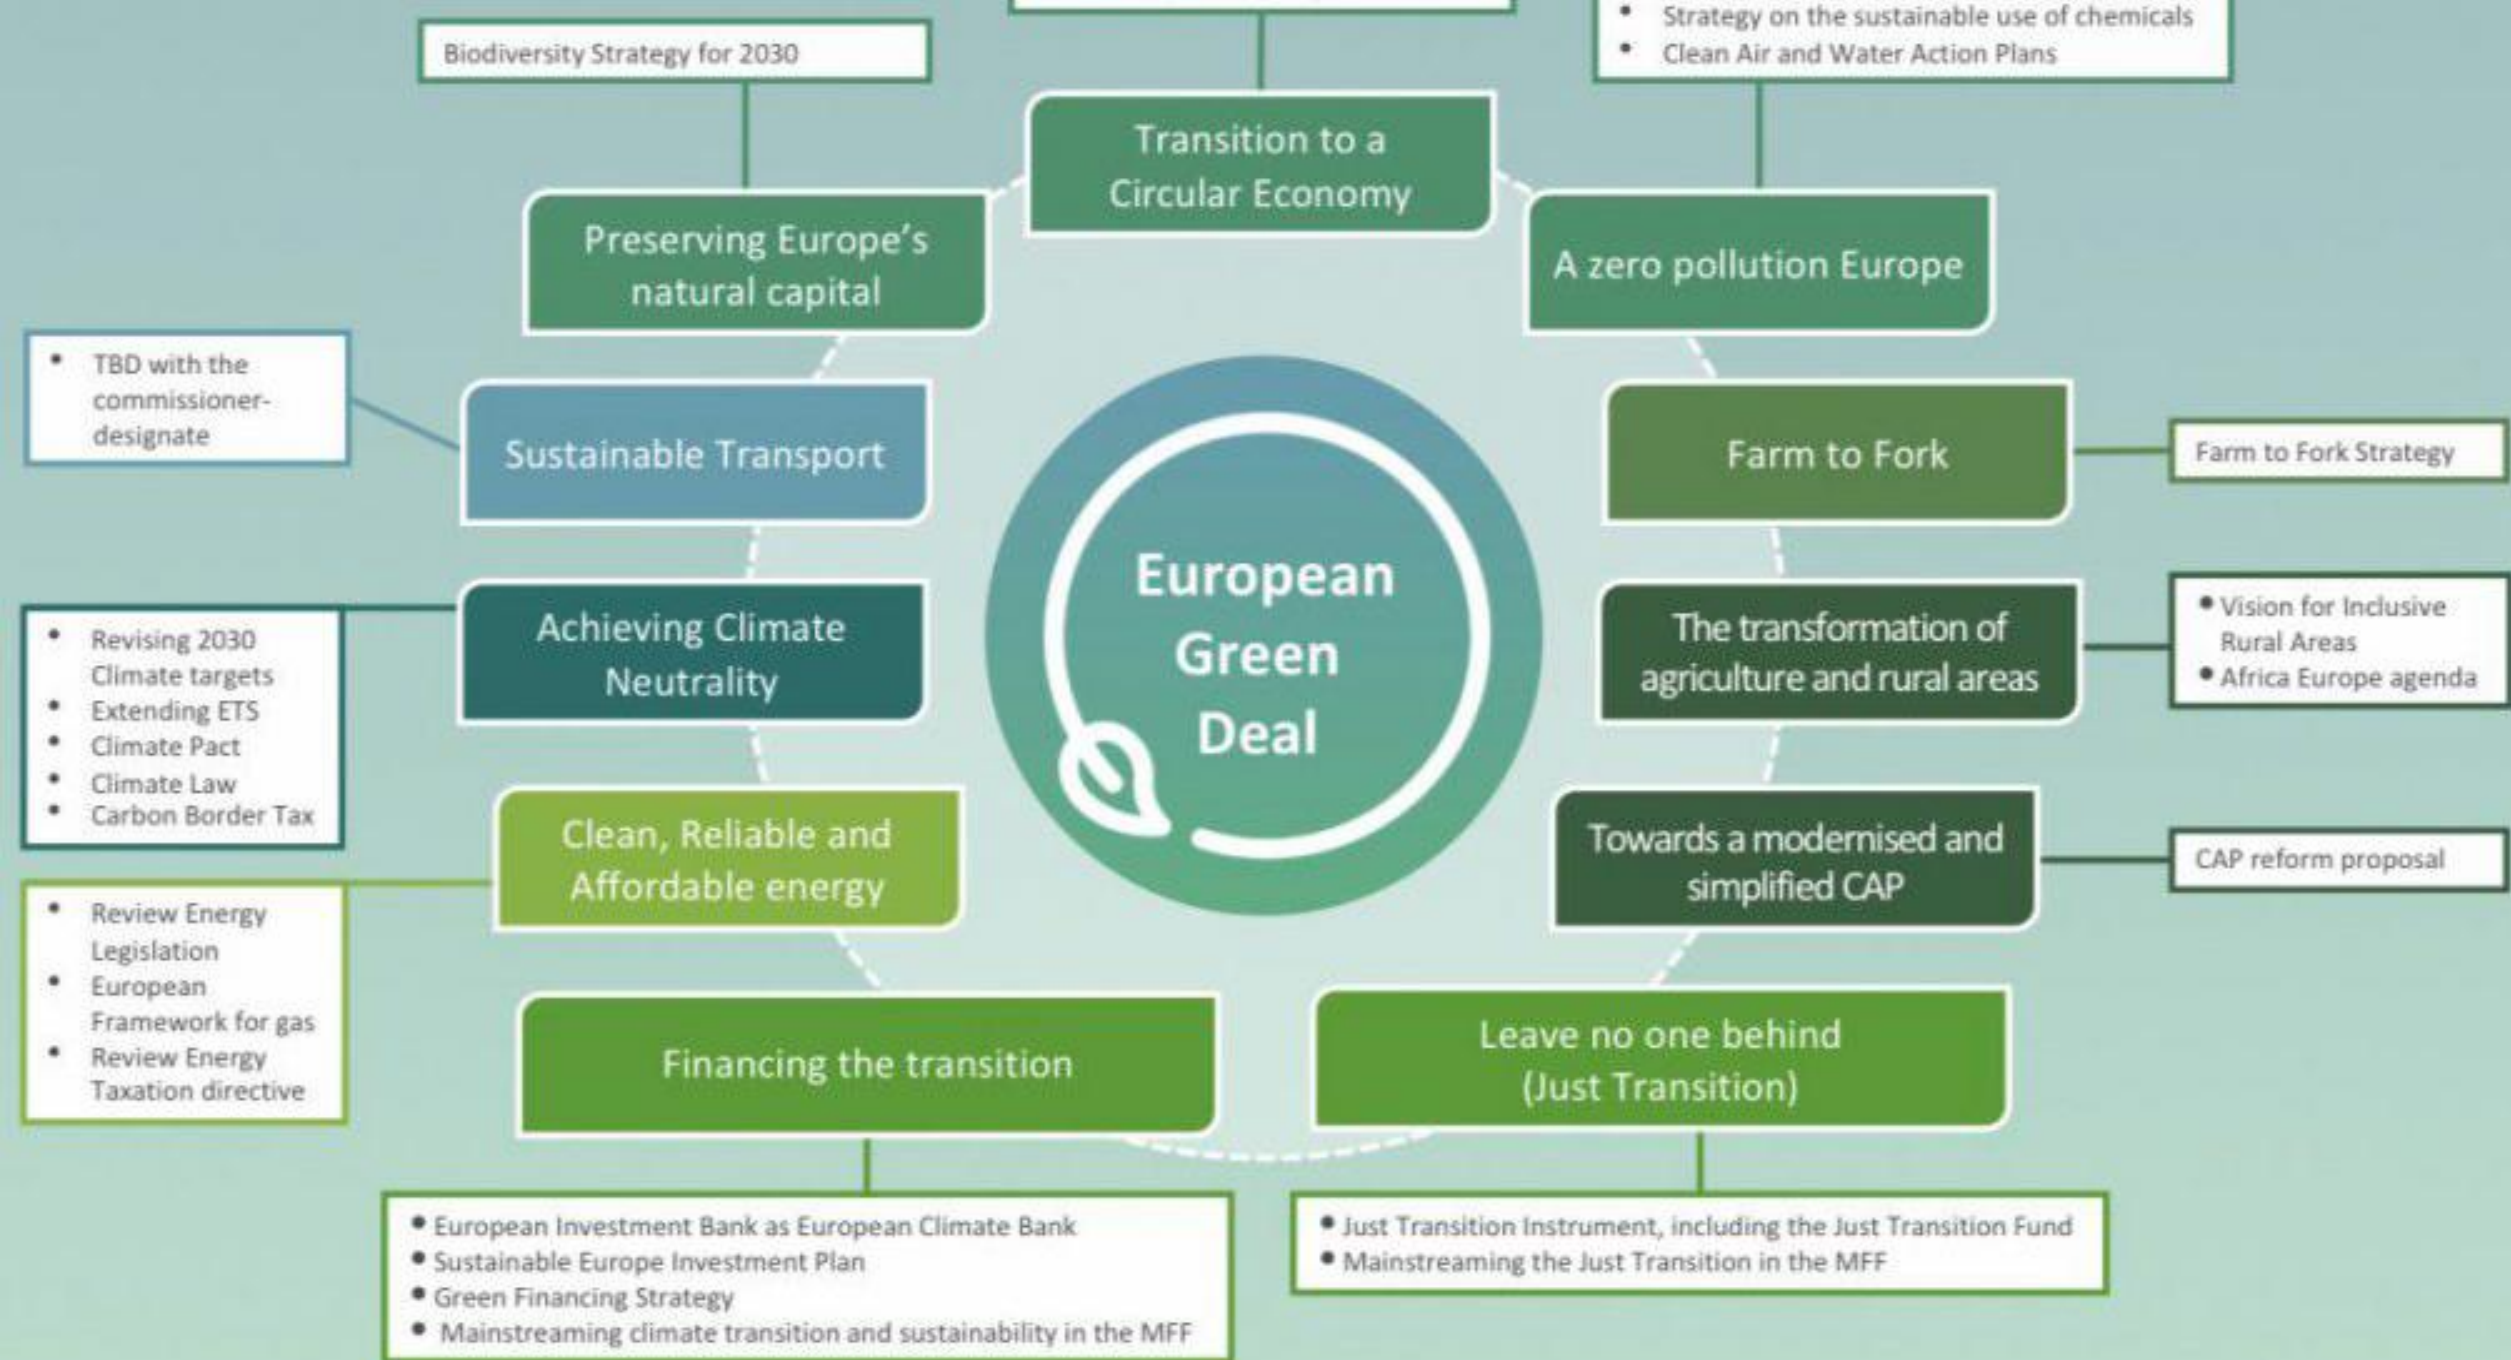 • Strategy on the sustainable use of chemicals
• Clean Air and Water Action Plans
Biodiversity Strategy for 2030
Transition to a
Circular Economy
Preserving Europe's
natural capital
A zero pollution Europe
• TBD with the
commissioner-
designate
Sustainable Transport
Farm to Fork
Farm to Fork Strategy
European
Green
Deal
Achieving Climate
Neutrality
• Revising 2030
Climate targets
• Extending ETS
• Climate Pact
• Climate Law
• Carbon Border Tax
The transformation of
agriculture and rural areas
• Vision for Inclusive
Rural Areas
• Africa Europe agenda
Clean, Reliable and
Affordable energy
• Review Energy
Legislation
• European
Framework for gas
• Review Energy
Taxation directive
Towards a modernised and
simplified CAP
CAP reform proposal
Financing the transition
Leave no one behind
(Just Transition)
• European Investment Bank as European Climate Bank
• Sustainable Europe Investment Plan
• Green Financing Strategy
• Mainstreaming climate transition and sustainability in the MFF
• Just Transition Instrument, including the Just Transition Fund
• Mainstreaming the Just Transition in the MFF